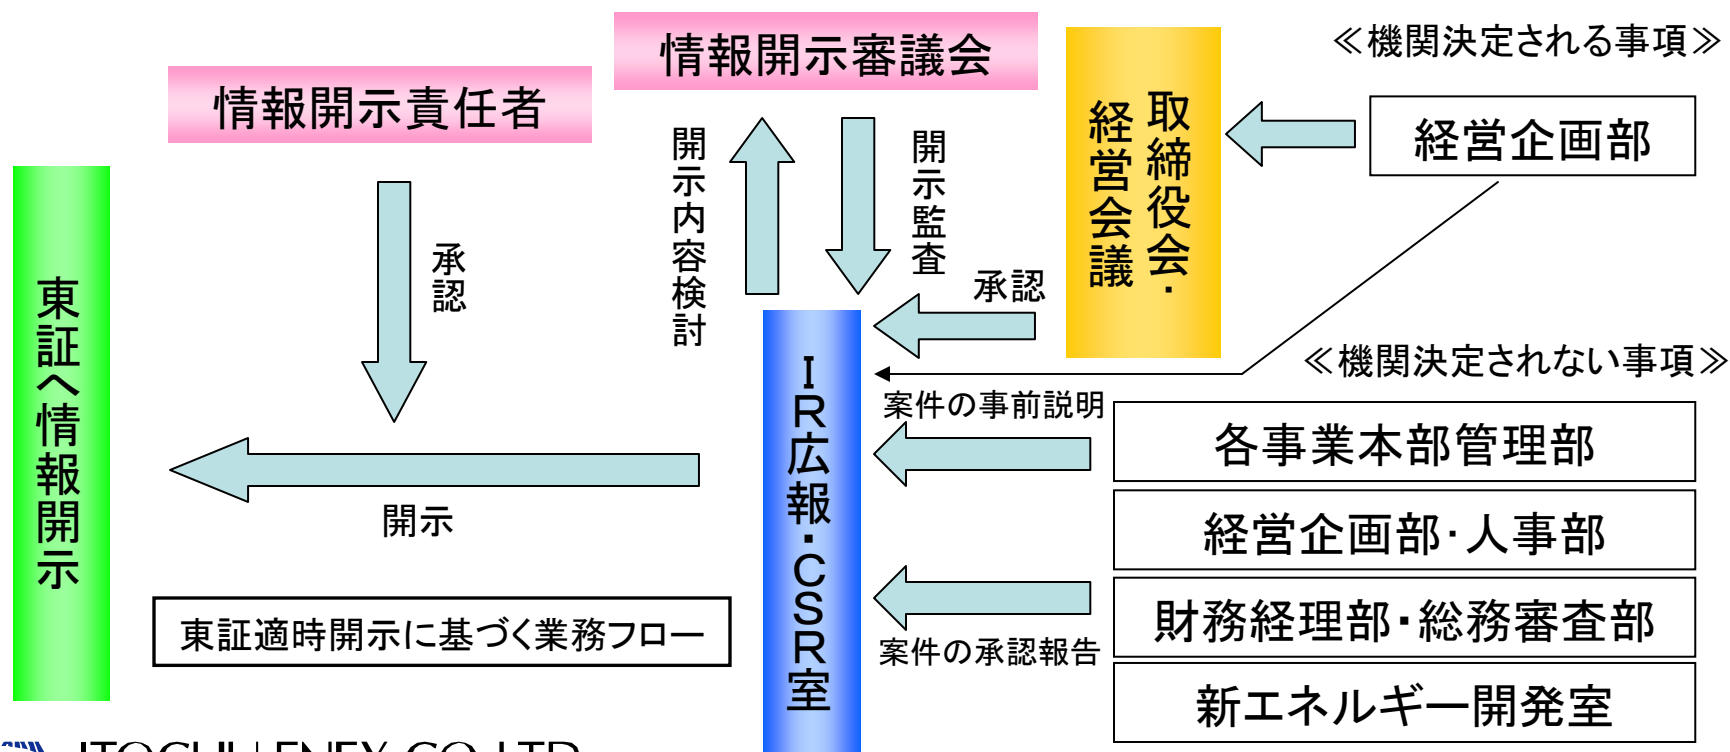 情報開示審議会
≪機関決定される事項≫
情報開示責任者
取締役会・
経営会議
経営企画部
開示内容検討
開示監査
承認
承認
東証へ情報開示
IR広報・CSR室
≪機関決定されない事項≫
案件の事前説明
各事業本部管理部
開示
経営企画部・人事部
東証適時開示に基づく業務フロー
財務経理部・総務審査部
案件の承認報告
新エネルギー開発室
ITOCHU ENEX CO.,LTD.